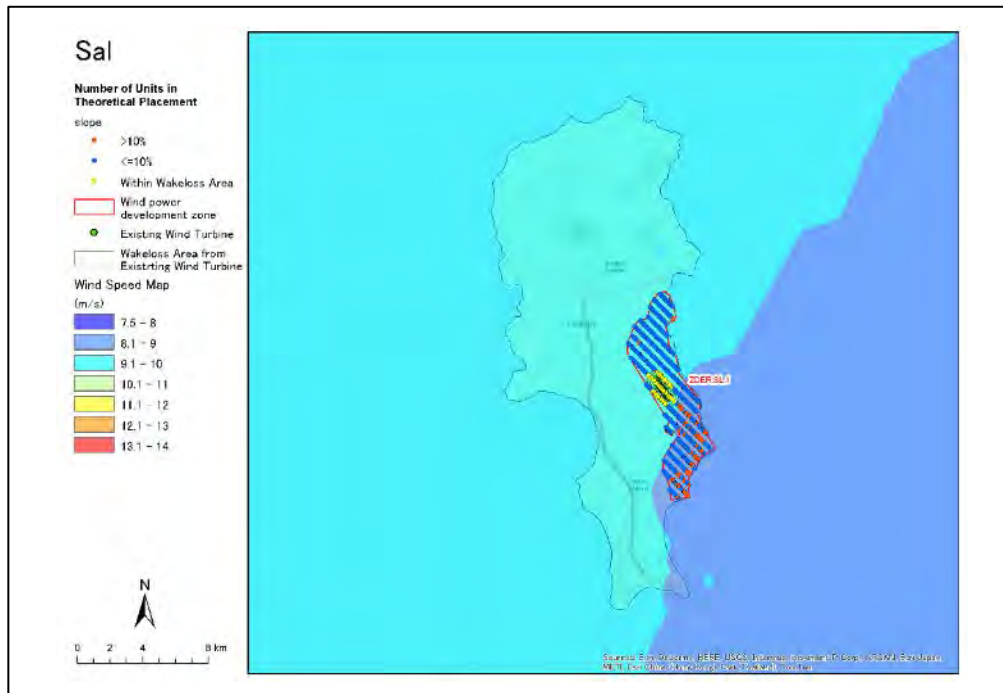 Sal
Number of Units in
Theoretical Placement
slope
>10%
<=10%
Within Wakeloss Area
Wind power
development zone
Existing Wind Turbine
Wakeloss Area from
Existrting Wind Turbine
Wind Speed Map
(m/s)
7.5 - 8
8.1 - 9
9.1 - 10
10.1 - 11
11.1 - 12
12.1 - 13
13.1 - 14
N
0 2 4 8 km